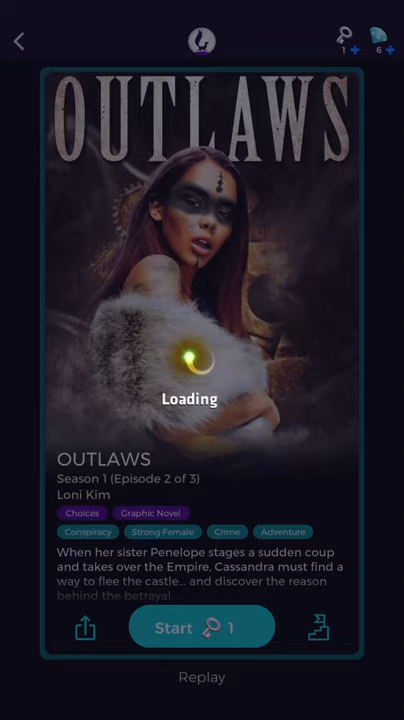 1
6
OUTLAWS
Loading
OUTLAWS
Season 1 (Episode 2 of 3)
Loni Kim
Choices
Graphic Novel
Conspiracy
Strong Female
Crime
Adventure
When her sister Penelope stages a sudden coup
and takes over the Empire, Cassandra must find a
way to flee the castle... and discover the reason
behind the betrayal.
Start 1
Replay